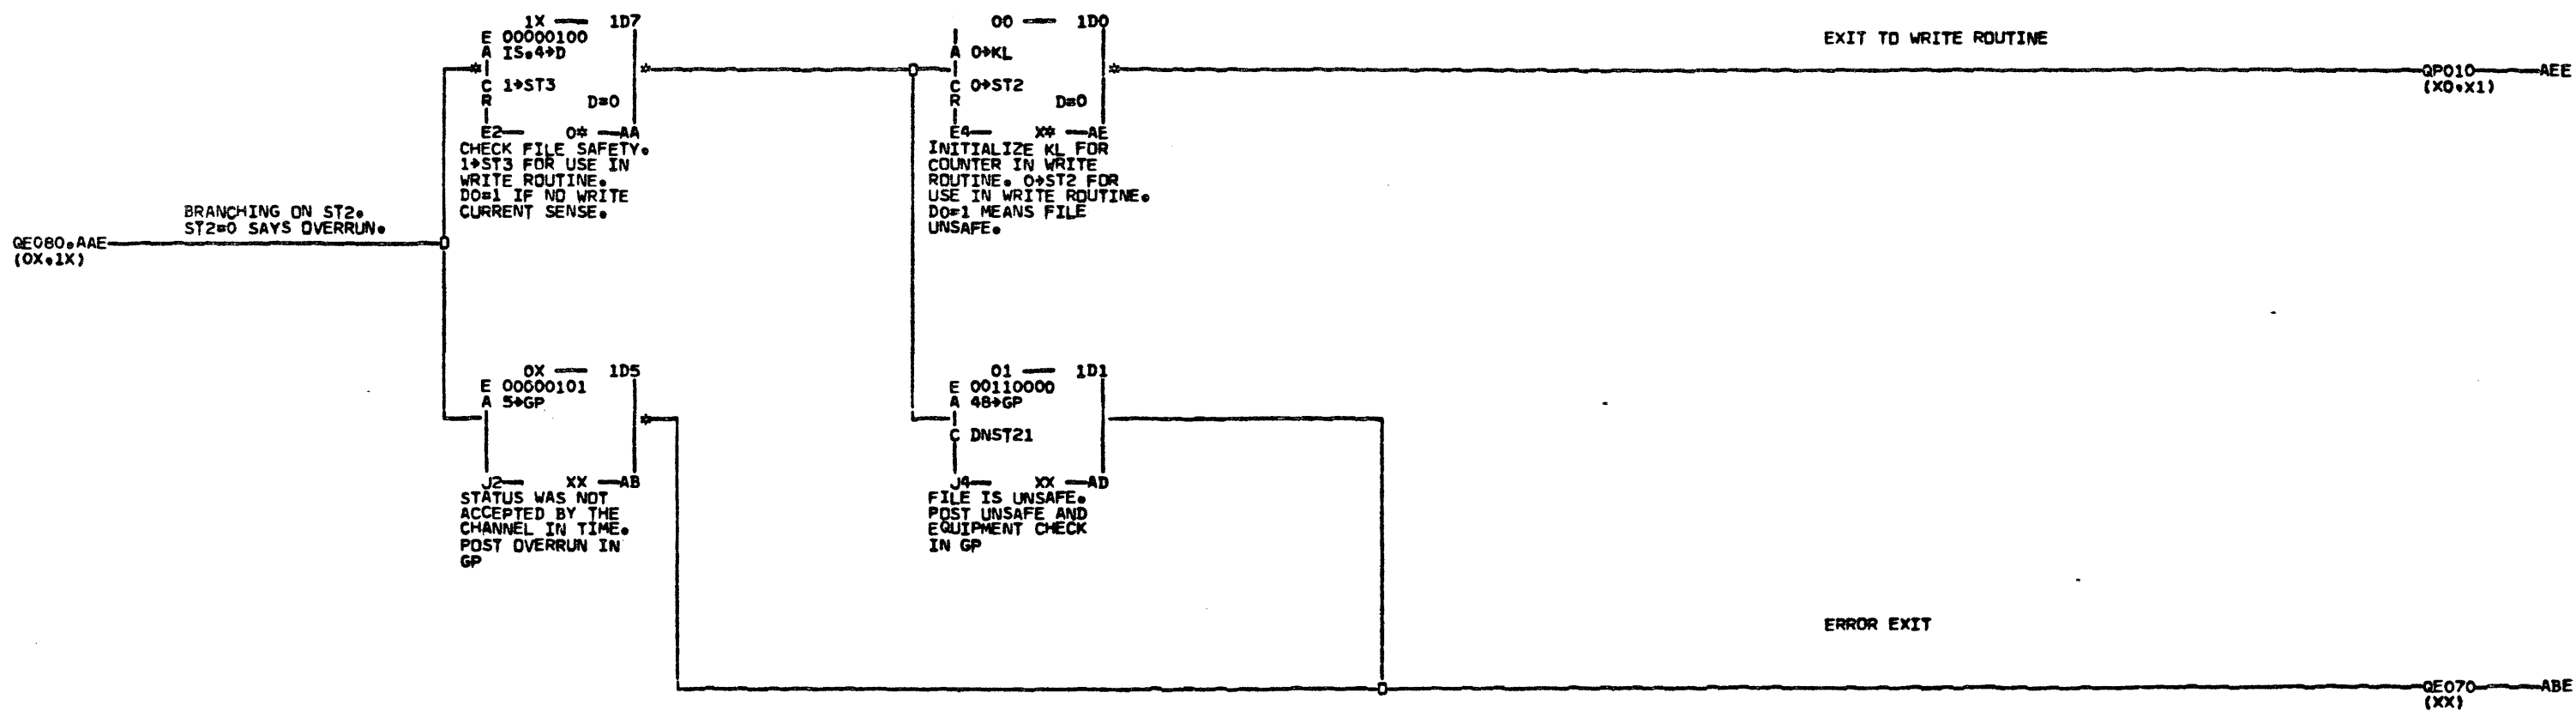 1X — 1D7
E 00000100
A IS.4→D
*
C 1→ST3
R D=0
E2— 0* —AA
CHECK FILE SAFETY.
1→ST3 FOR USE IN
WRITE ROUTINE.
DO=1 IF NO WRITE
CURRENT SENSE.
00 — 1D0
A 0→KL
C 0→ST2
R D=0
E4— X* —AE
INITIALIZE KL FOR
COUNTER IN WRITE
ROUTINE. 0→ST2 FOR
USE IN WRITE ROUTINE.
DO=1 MEANS FILE
UNSAFE.
EXIT TO WRITE ROUTINE
QP010 AEE
(X0.X1)
BRANCHING ON ST2.
ST2=0 SAYS OVERRUN.
QE080.AAE
(0X.1X)
0X — 1D5
E 00000101
A 5→GP
*
J2— XX —AB
STATUS WAS NOT
ACCEPTED BY THE
CHANNEL IN TIME.
POST OVERRUN IN
GP
01 — 1D1
E 00110000
A 48→GP
C DNST21
J4— XX —AD
FILE IS UNSAFE.
POST UNSAFE AND
EQUIPMENT CHECK
IN GP
ERROR EXIT
QE070 ABE
(XX)